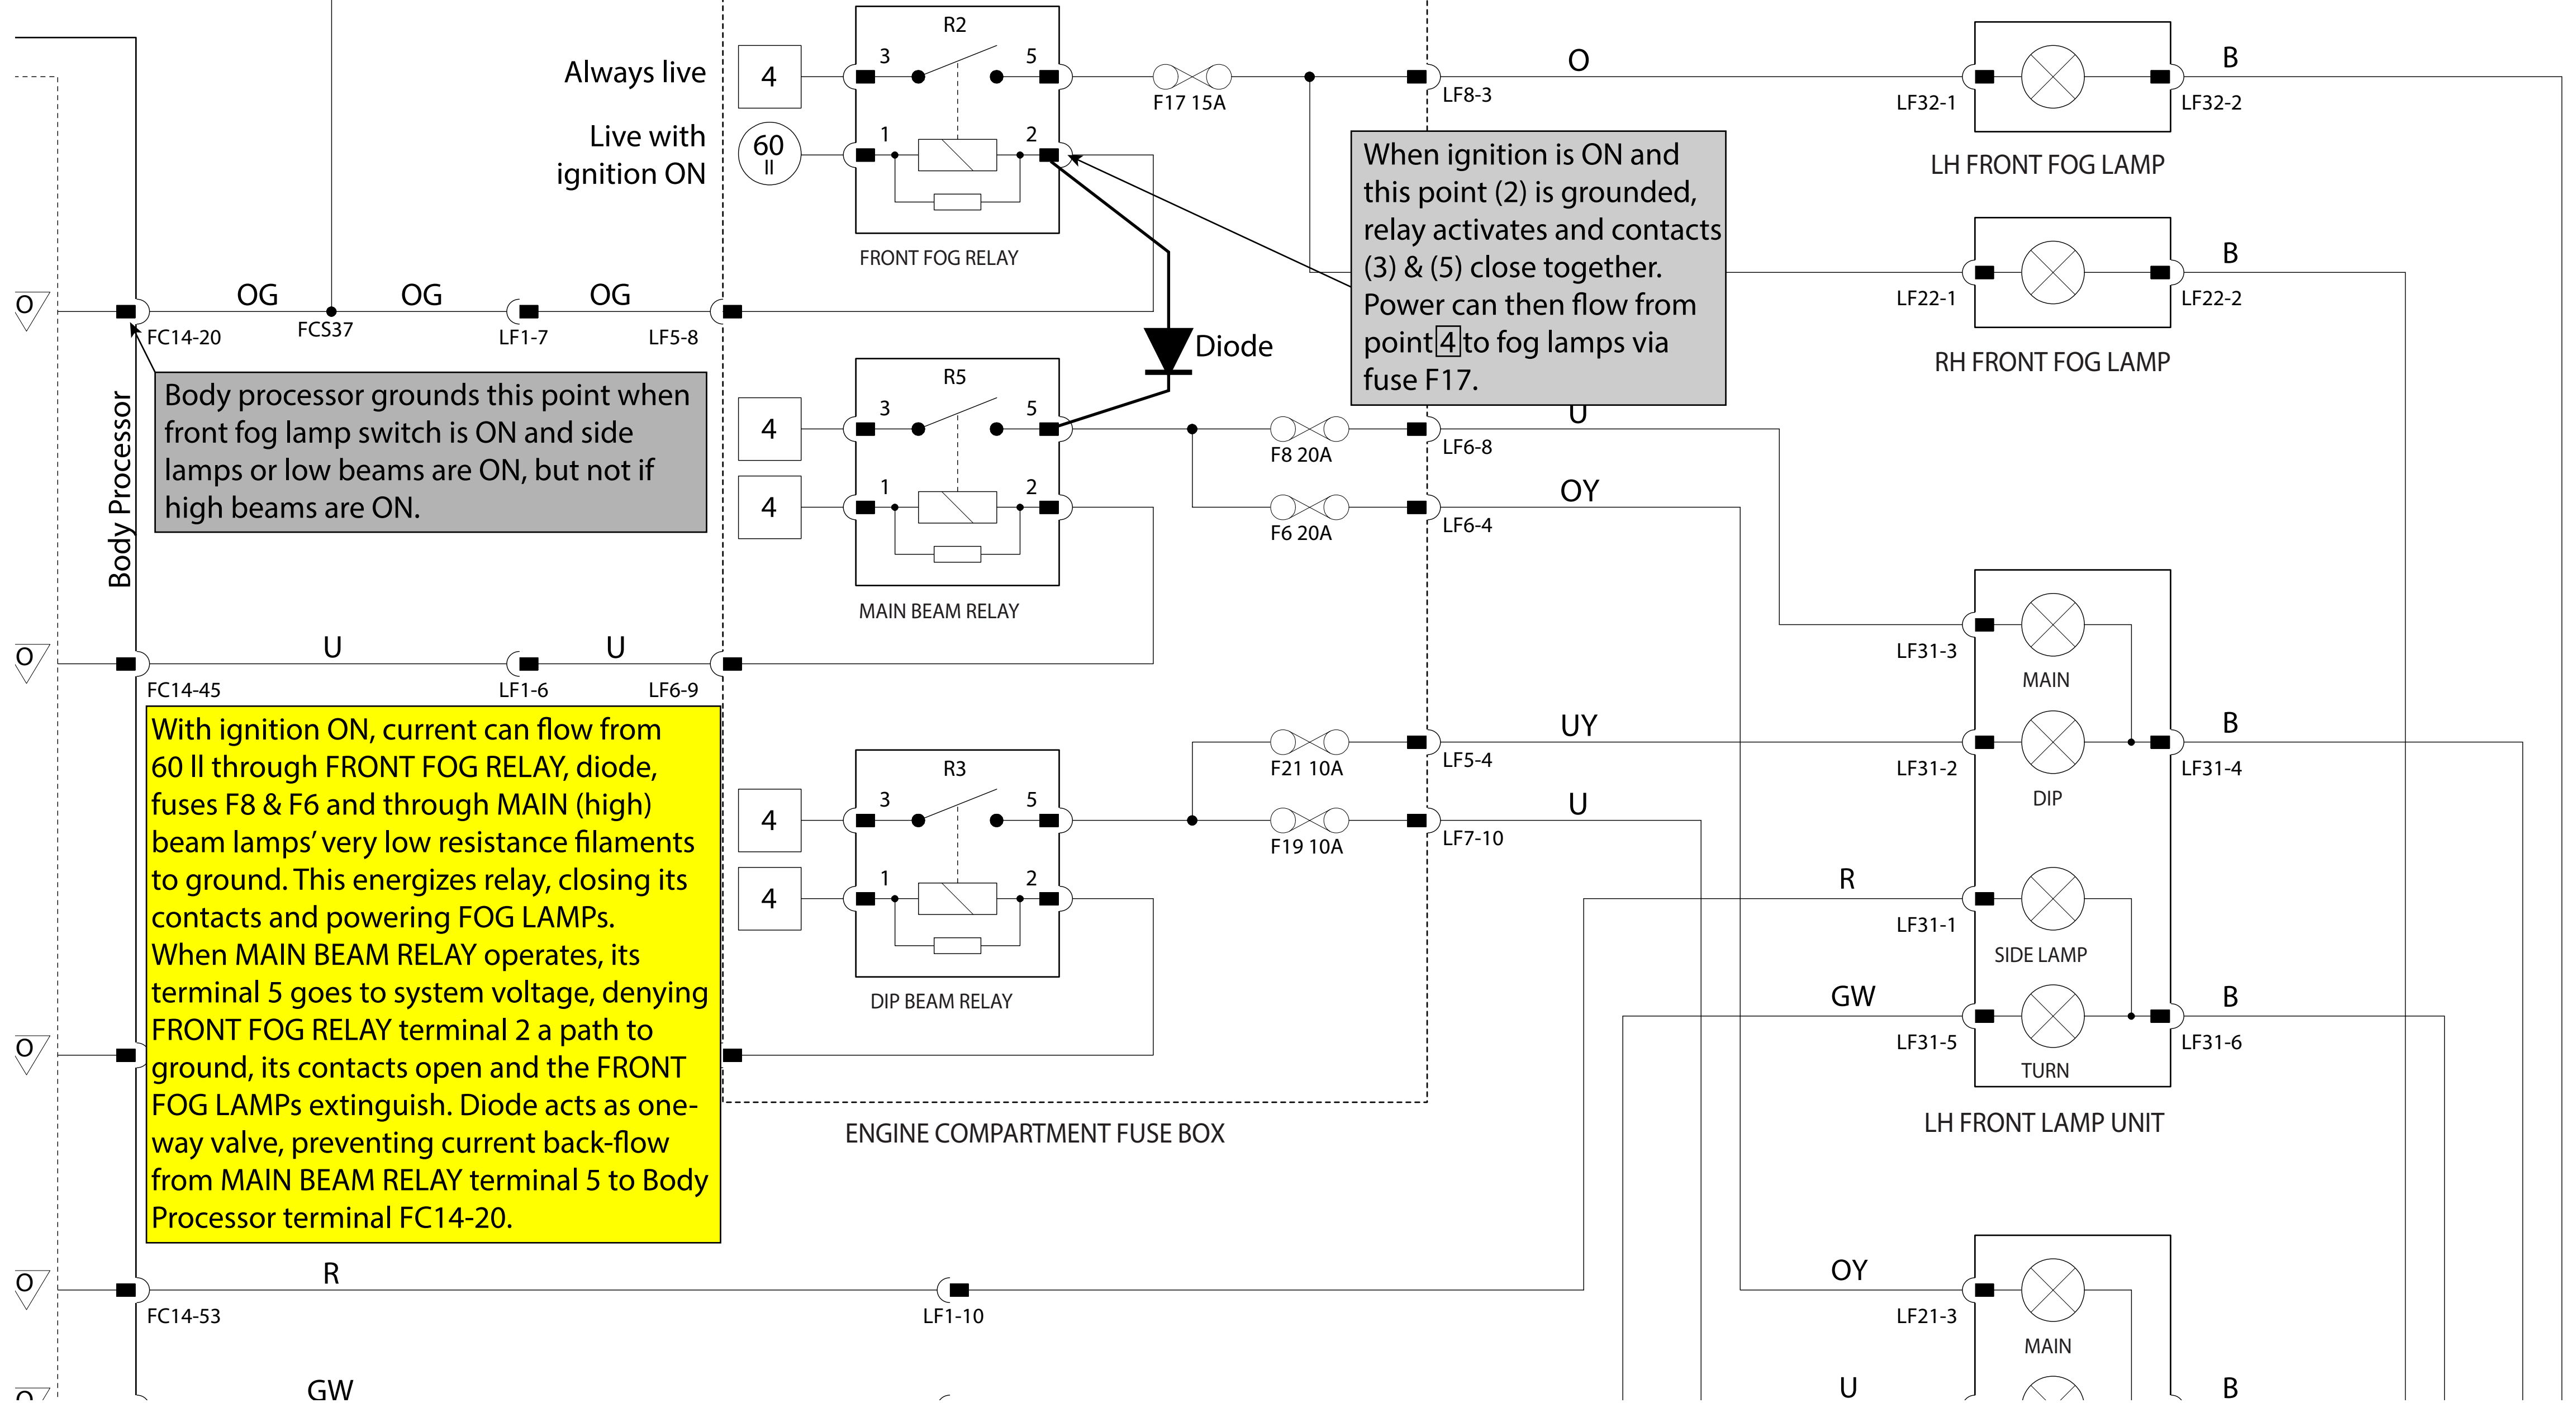 R2
Always live
4
3
5
F17 15A
LF8-3
O
LF32-1
B
LF32-2
LH FRONT FOG LAMP
Live with
ignition ON
60
II
1
2
FRONT FOG RELAY
When ignition is ON and
this point (2) is grounded,
relay activates and contacts
(3) & (5) close together.
Power can then flow from
point 4 to fog lamps via
fuse F17.
LF22-1
B
LF22-2
RH FRONT FOG LAMP
O
FC14-20
OG
FCS37
OG
LF1-7
OG
LF5-8
Diode
Body processor grounds this point when
front fog lamp switch is ON and side
lamps or low beams are ON, but not if
high beams are ON.
Body Processor
R5
4
3
5
F8 20A
LF6-8
U
4
1
2
F6 20A
LF6-4
OY
MAIN BEAM RELAY
O
FC14-45
U
LF1-6
U
LF6-9
LF31-3
MAIN
With ignition ON, current can flow from
60 ll through FRONT FOG RELAY, diode,
fuses F8 & F6 and through MAIN (high)
beam lamps’ very low resistance filaments
to ground. This energizes relay, closing its
contacts and powering FOG LAMPs.
When MAIN BEAM RELAY operates, its
terminal 5 goes to system voltage, denying
FRONT FOG RELAY terminal 2 a path to
ground, its contacts open and the FRONT
FOG LAMPs extinguish. Diode acts as one-
way valve, preventing current back-flow
from MAIN BEAM RELAY terminal 5 to Body
Processor terminal FC14-20.
R3
F21 10A
LF5-4
UY
LF31-2
DIP
B
LF31-4
4
3
5
F19 10A
LF7-10
U
4
1
2
DIP BEAM RELAY
R
LF31-1
SIDE LAMP
GW
LF31-5
TURN
B
LF31-6
LH FRONT LAMP UNIT
O
ENGINE COMPARTMENT FUSE BOX
O
FC14-53
R
LF1-10
OY
LF21-3
MAIN
O
GW
U
B